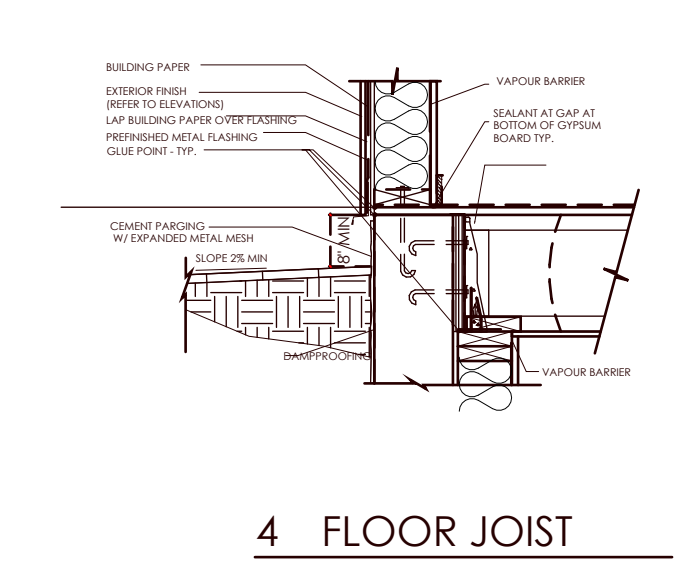 BUILDING PAPER
EXTERIOR FINISH
(REFER TO ELEVATIONS)
LAP BUILDING PAPER OVER FLASHING
PREFINISHED METAL FLASHING
GLUE POINT - TYP.
VAPOUR BARRIER
SEALANT AT GAP AT
BOTTOM OF GYPSUM
BOARD TYP.
CEMENT PARGING
W/ EXPANDED METAL MESH
8" MIN
SLOPE 2% MIN
DAMPPROOFING
VAPOUR BARRIER
4 FLOOR JOIST